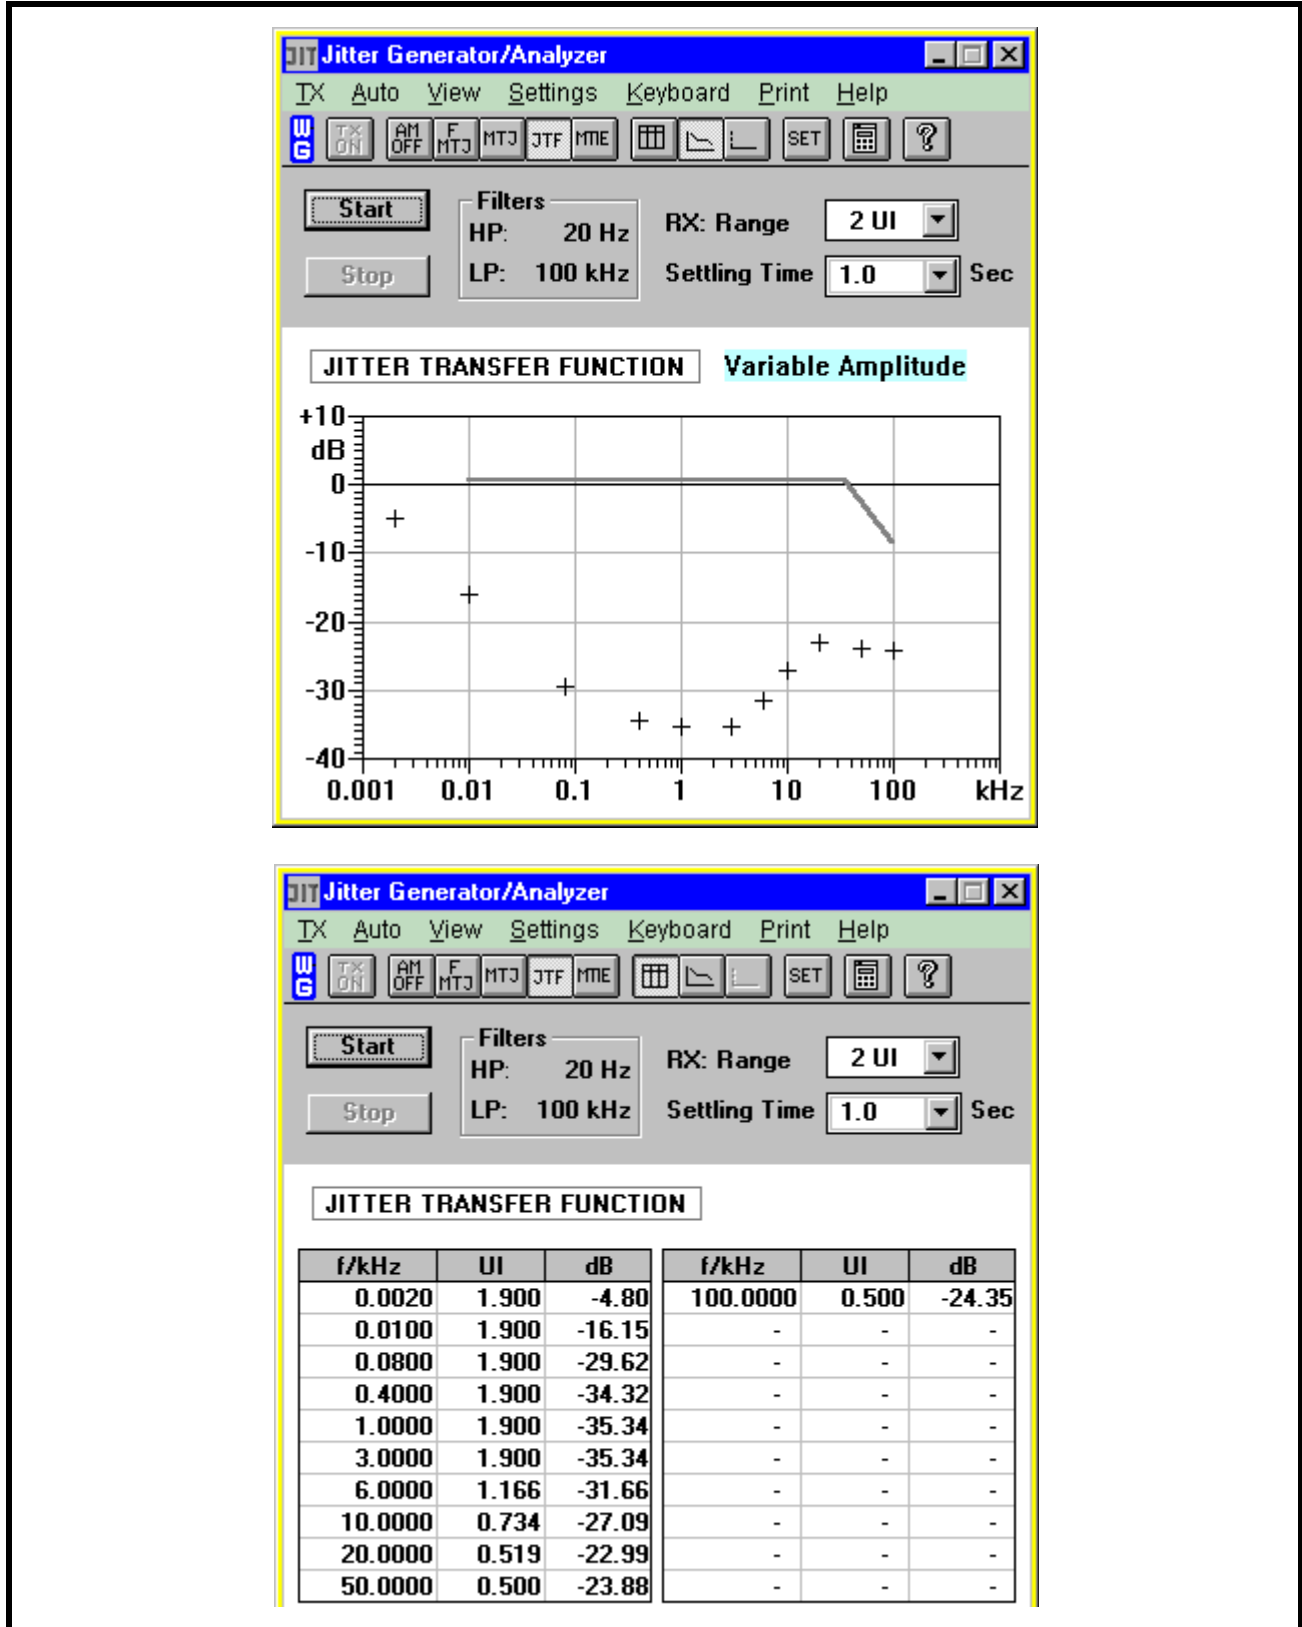 JIT Jitter Generator/Analyzer
TX Auto View Settings Keyboard Print Help
WG TX ON AM OFF F MTJ MTJ JTF MTIE SET ?
Start
Filters
HP: 20 Hz
RX: Range 2 UI
Stop
LP: 100 kHz
Settling Time 1.0 Sec
JITTER TRANSFER FUNCTION Variable Amplitude
+10
dB
0
-10
-20
-30
-40
0.001 0.01 0.1 1 10 100 kHz
JIT Jitter Generator/Analyzer
TX Auto View Settings Keyboard Print Help
WG TX ON AM OFF F MTJ MTJ JTF MTIE SET ?
Start
Filters
HP: 20 Hz
RX: Range 2 UI
Stop
LP: 100 kHz
Settling Time 1.0 Sec
JITTER TRANSFER FUNCTION
f/kHz UI dB f/kHz UI dB
0.0020 1.900 -4.80 100.0000 0.500 -24.35
0.0100 1.900 -16.15 - - -
0.0800 1.900 -29.62 - - -
0.4000 1.900 -34.32 - - -
1.0000 1.900 -35.34 - - -
3.0000 1.900 -35.34 - - -
6.0000 1.166 -31.66 - - -
10.0000 0.734 -27.09 - - -
20.0000 0.519 -22.99 - - -
50.0000 0.500 -23.88 - - -